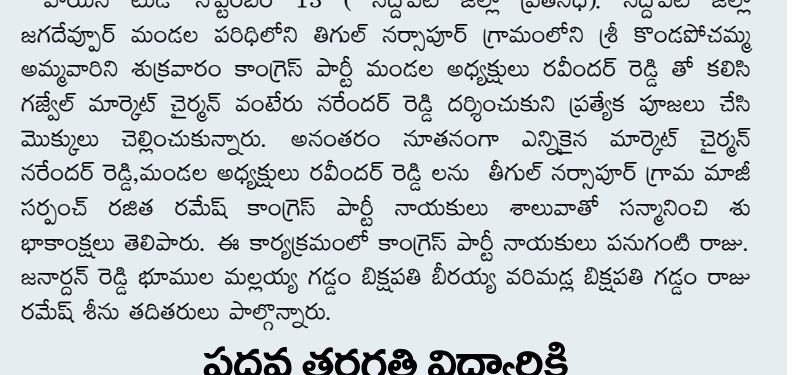 వాయిస్ టుడే సెప్టెంబర్ 13 ( సిద్దిపేట జిల్లా ప్రతినిధి). సిద్దిపేట జిల్లా
జగదేవ్పూర్ మండల పరిధిలోని తిగుల్ నర్సాపూర్ గ్రామంలోని శ్రీ కొండపోచమ్మ
అమ్మవారిని శుక్రవారం కాంగ్రెస్ పార్టీ మండల అధ్యక్షులు రవీందర్ రెడ్డి తో కలిసి
గజ్వేల్ మార్కెట్ చైర్మన్ వంటేరు నరేందర్ రెడ్డి దర్శించుకుని ప్రత్యేక పూజలు చేసి
మొక్కులు చెల్లించుకున్నారు. అనంతరం నూతనంగా ఎన్నికైన మార్కెట్ చైర్మన్
నరేందర్ రెడ్డి,మండల అధ్యక్షులు రవీందర్ రెడ్డి లను తీగుల్ నర్సాపూర్ గ్రామ మాజీ
సర్పంచ్ రజిత రమేష్ కాంగ్రెస్ పార్టీ నాయకులు శాలువాతో సన్మానించి శు
భాకాంక్షలు తెలిపారు. ఈ కార్యక్రమంలో కాంగ్రెస్ పార్టీ నాయకులు పనుగంటి రాజు.
జనార్దన్ రెడ్డి భూముల మల్లయ్య గడ్డం బిక్షపతి బీరయ్య వరిమడ్ల బిక్షపతి గడ్డం రాజు
రమేష్ శీను తదితరులు పాల్గొన్నారు.
పదవ తరగతి విద్యార్థికి